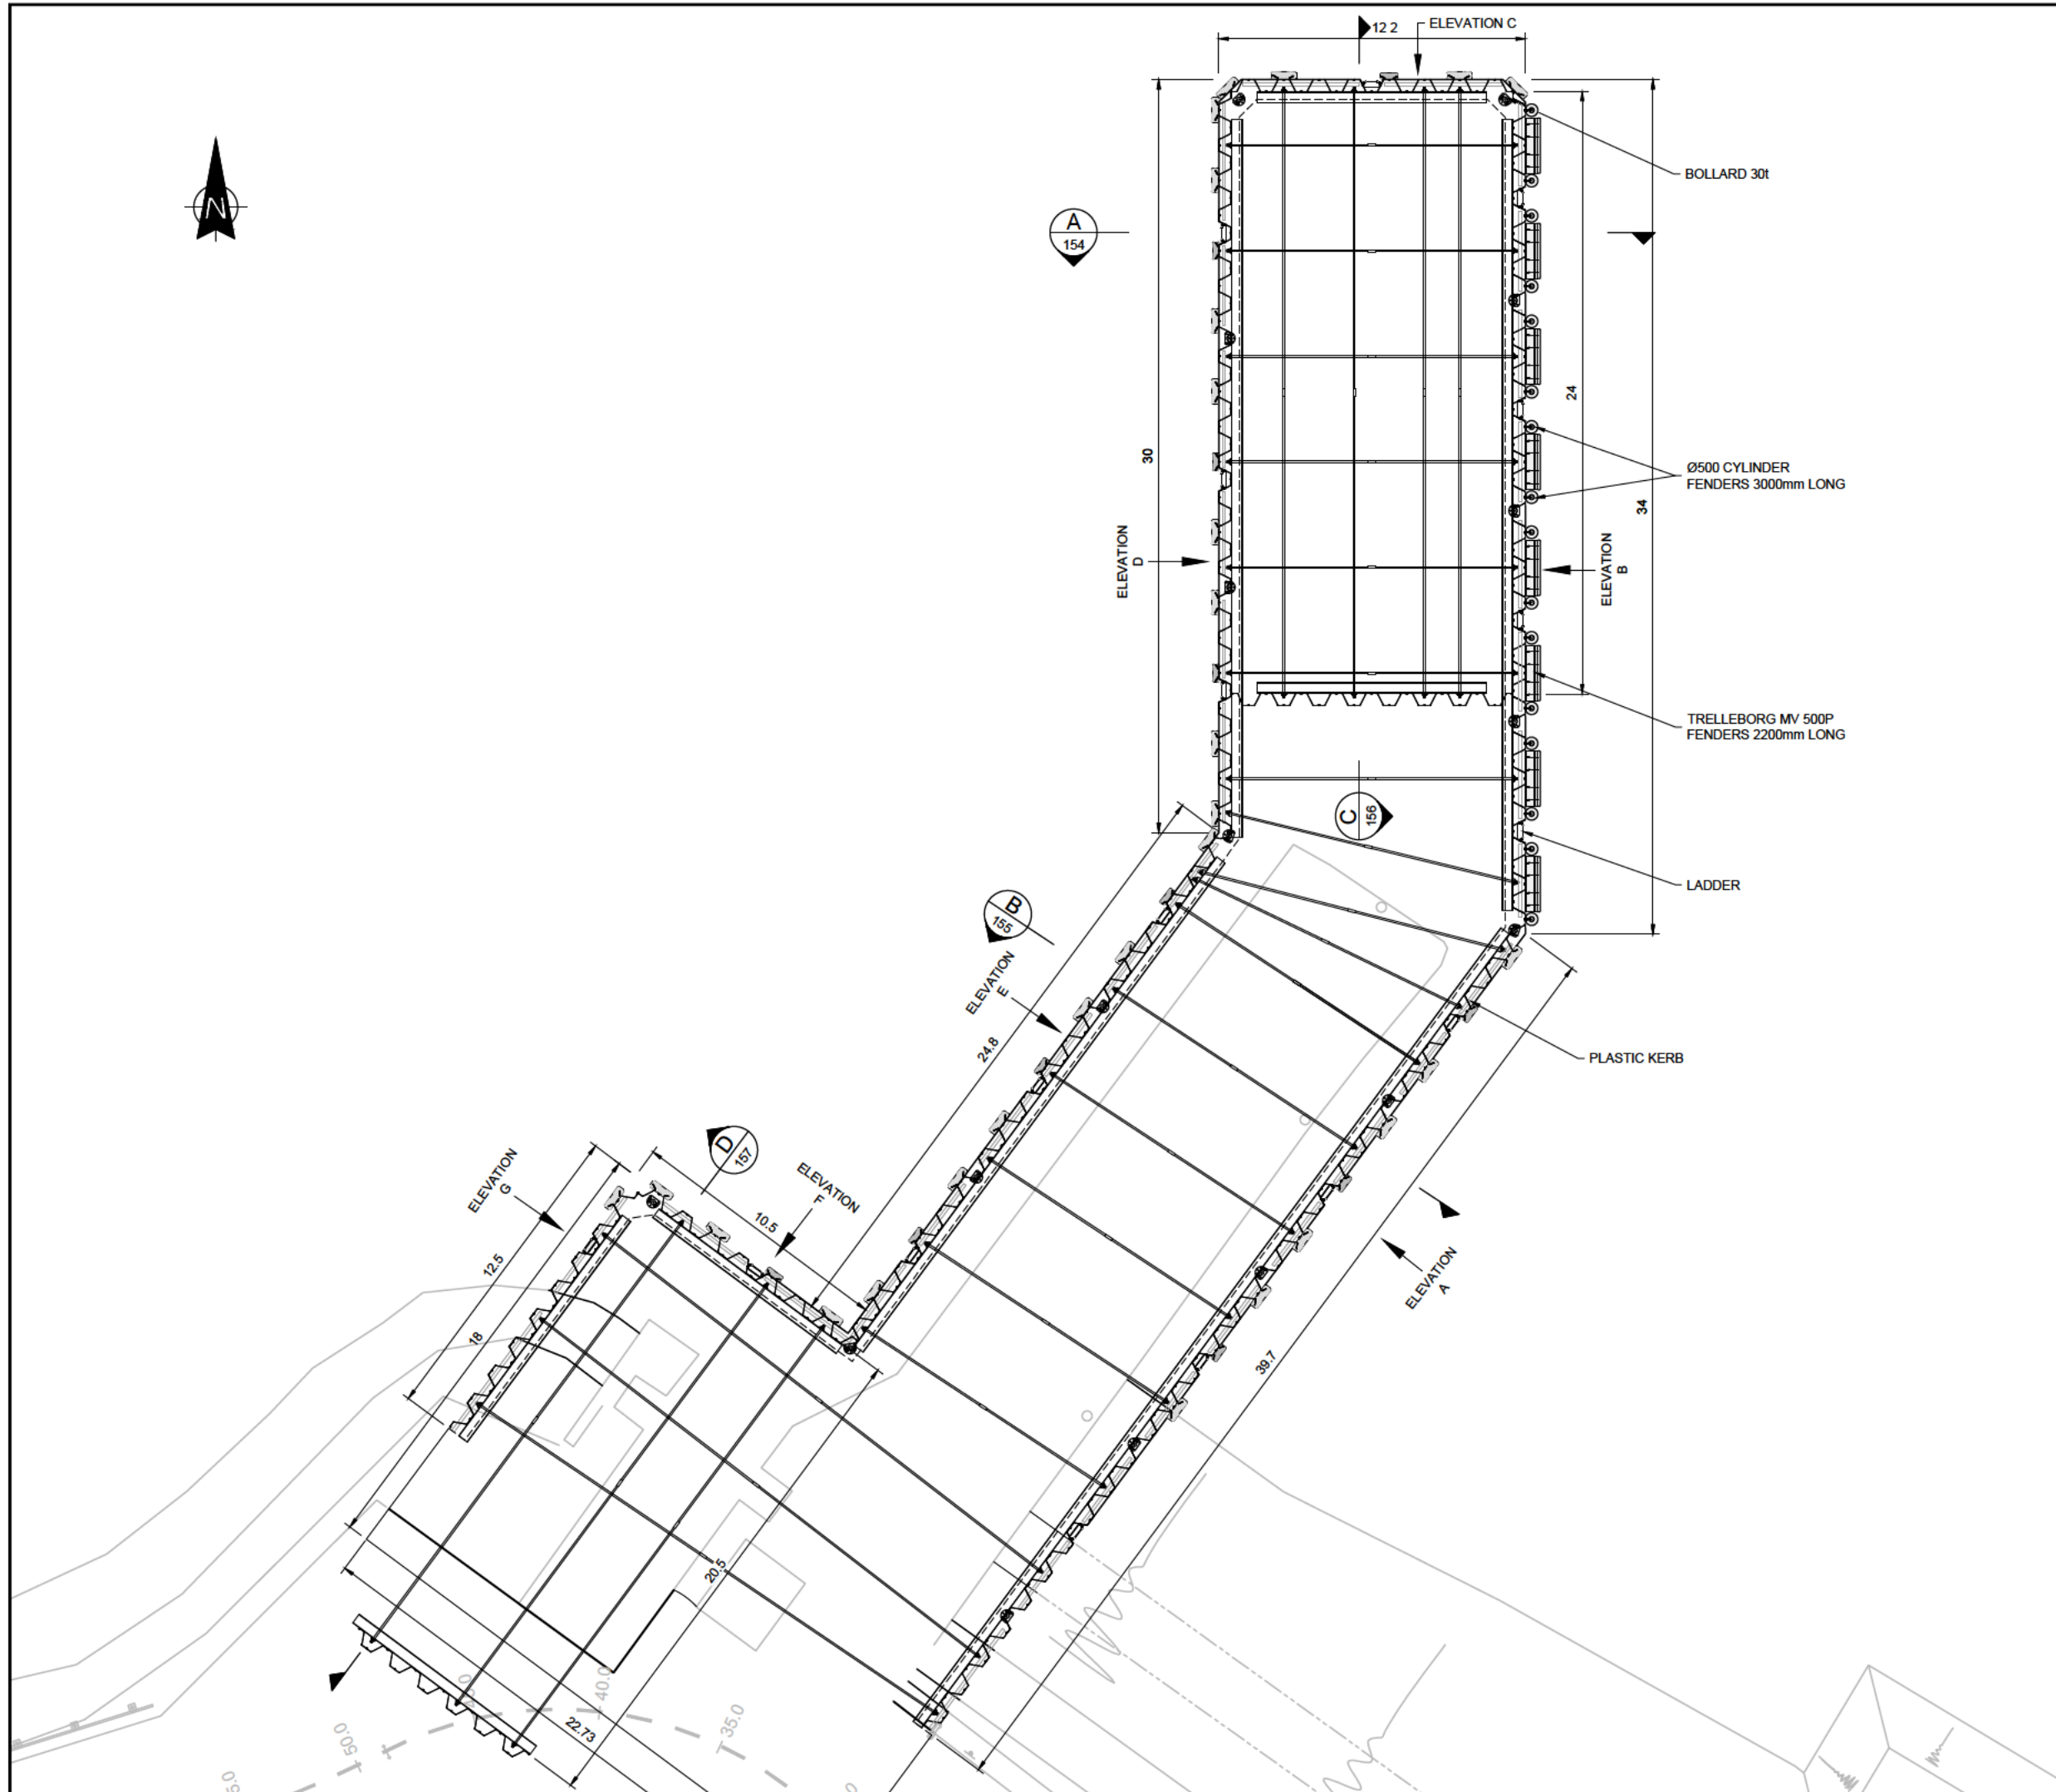 12 2
ELEVATION C
N
BOLLARD 30t
A
154
24
30
34
Ø500 CYLINDER
FENDERS 3000mm LONG
ELEVATION
D
ELEVATION
B
TRELLEBORG MV 500P
FENDERS 2200mm LONG
C
156
LADDER
B
155
ELEVATION
E
24.8
PLASTIC KERB
D
157
ELEVATION
G
ELEVATION
F
10.5
12.5
18
ELEVATION
A
39.7
20.5
22.73
40.0
35.0
50.0